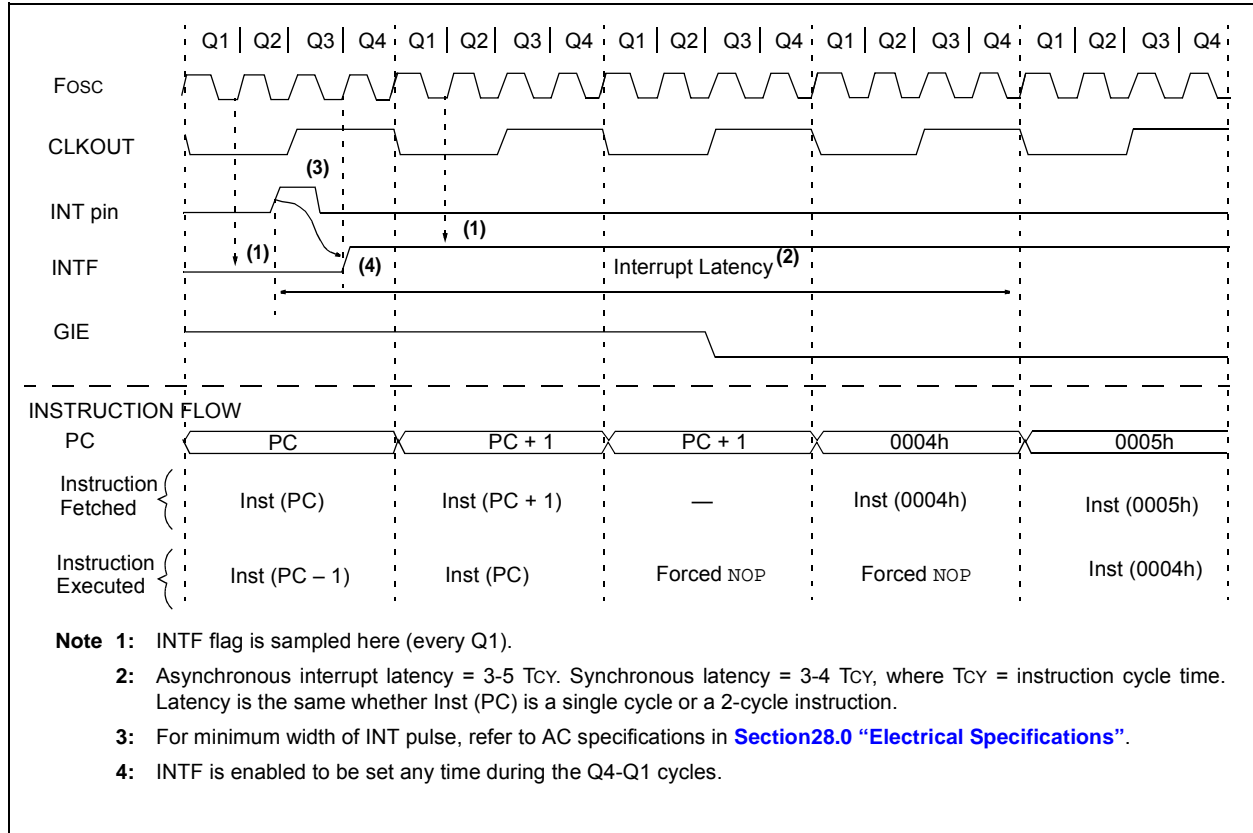 Q1 | Q2 | Q3 | Q4 Q1 | Q2 | Q3 | Q4 Q1 | Q2 | Q3 | Q4 Q1 | Q2 | Q3 | Q4 Q1 | Q2 | Q3 | Q4
FOSC
CLKOUT
(3)
INT pin
(1)
(1)
INTF
(4)
Interrupt Latency(2)
GIE
INSTRUCTION FLOW
PC PC PC + 1 PC + 1 0004h 0005h
Instruction Fetched Inst (PC) Inst (PC + 1) — Inst (0004h) Inst (0005h)
Instruction Executed Inst (PC – 1) Inst (PC) Forced NOP Forced NOP Inst (0004h)
Note 1: INTF flag is sampled here (every Q1).
2: Asynchronous interrupt latency = 3-5 TCY. Synchronous latency = 3-4 TCY, where TCY = instruction cycle time.
Latency is the same whether Inst (PC) is a single cycle or a 2-cycle instruction.
3: For minimum width of INT pulse, refer to AC specifications in Section28.0 “Electrical Specifications”.
4: INTF is enabled to be set any time during the Q4-Q1 cycles.